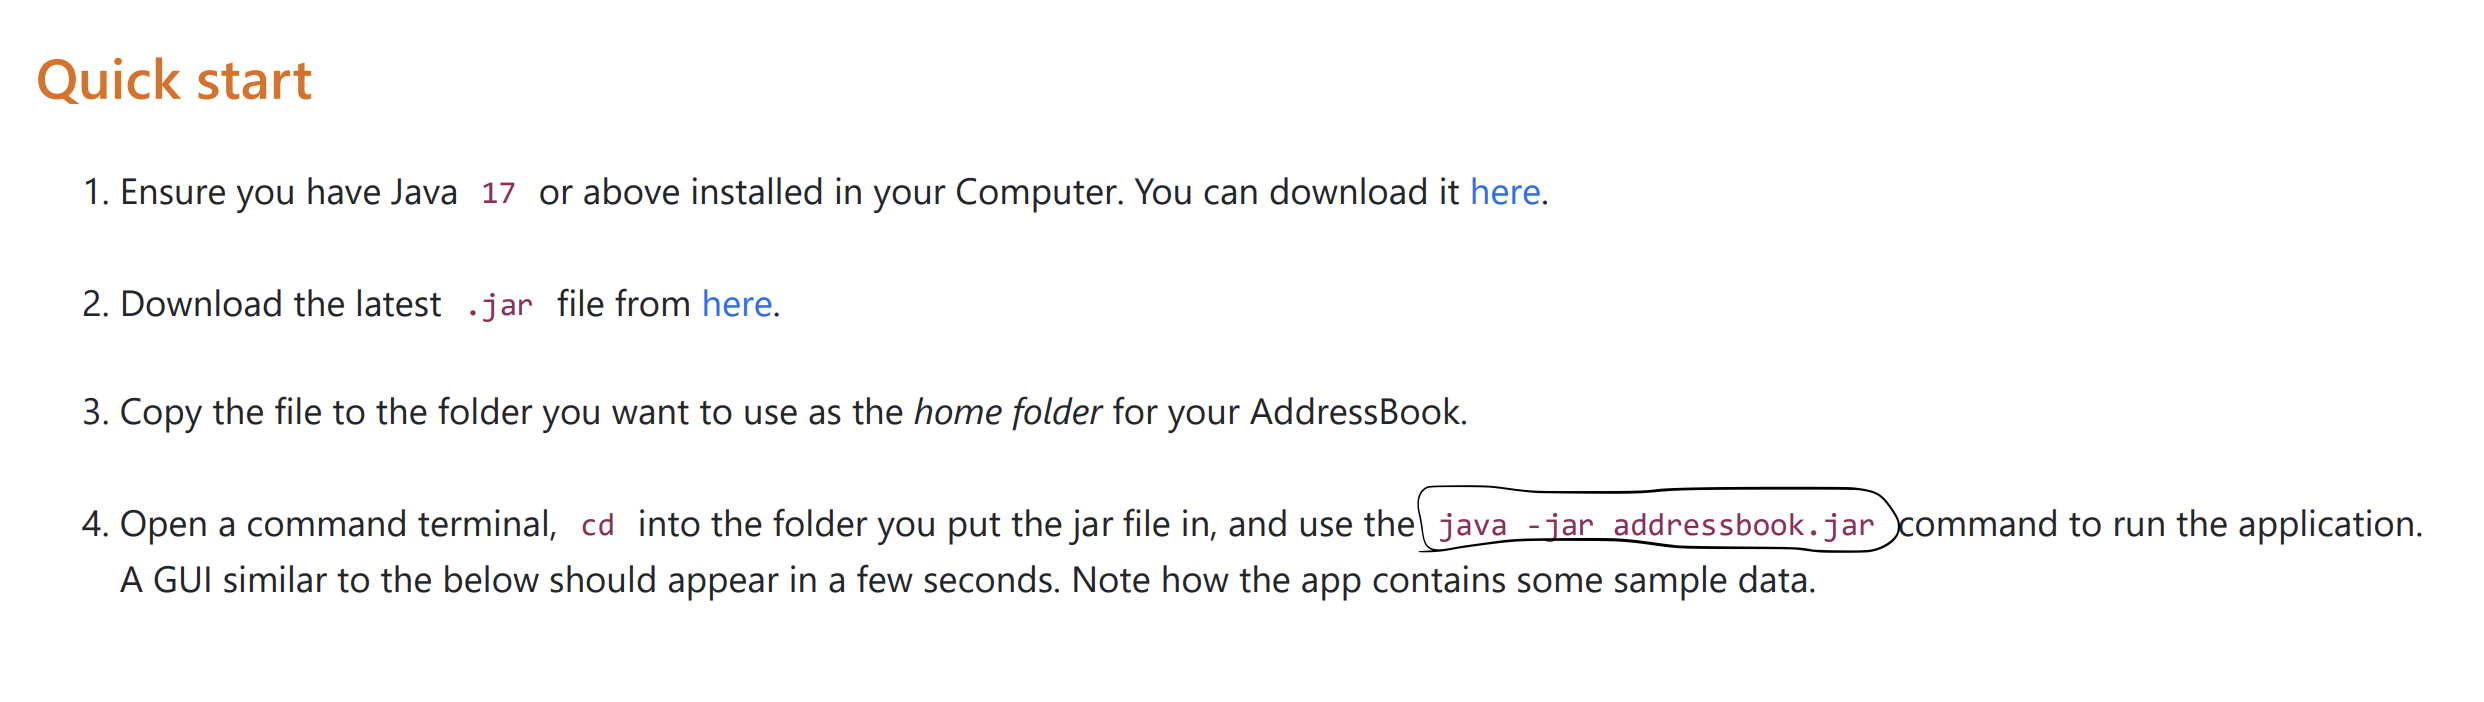 Quick start
1. Ensure you have Java 17 or above installed in your Computer. You can download it here.
2. Download the latest .jar file from here.
3. Copy the file to the folder you want to use as the home folder for your AddressBook.
4. Open a command terminal, cd into the folder you put the jar file in, and use the java -jar addressbook.jar command to run the application.
A GUI similar to the below should appear in a few seconds. Note how the app contains some sample data.